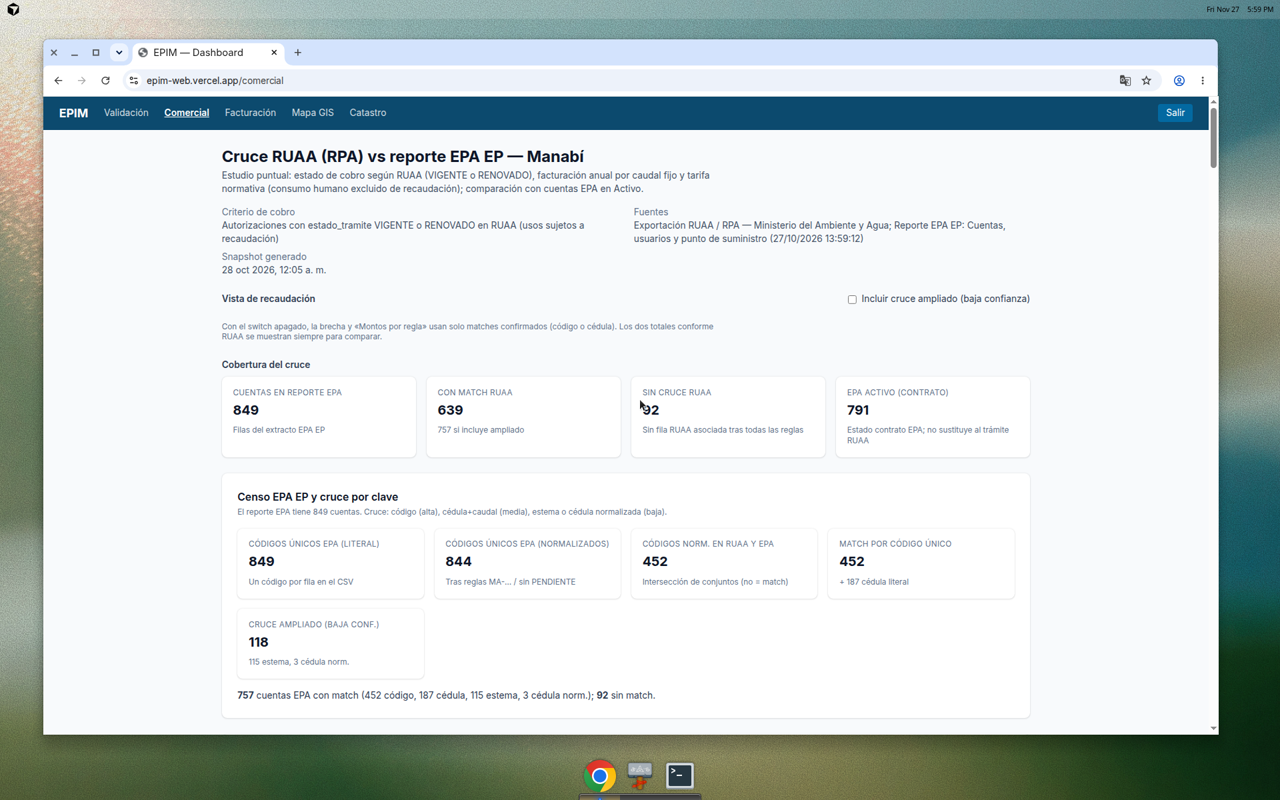 Fri Nov 27 5:59 PM
EPIM — Dashboard
epim-web.vercel.app/comercial
EPIM Validación Comercial Facturación Mapa GIS Catastro Salir
Cruce RUAA (RPA) vs reporte EPA EP — Manabí
Estudio puntual: estado de cobro según RUAA (VIGENTE o RENOVADO), facturación anual por caudal fijo y tarifa
normativa (consumo humano excluido de recaudación); comparación con cuentas EPA en Activo.
Criterio de cobro
Autorizaciones con estado_tramite VIGENTE o RENOVADO en RUAA (usos sujetos a
recaudación)
Fuentes
Exportación RUAA / RPA — Ministerio del Ambiente y Agua; Reporte EPA EP: Cuentas,
usuarios y punto de suministro (27/10/2026 13:59:12)
Snapshot generado
28 oct 2026, 12:05 a. m.
Vista de recaudación
Incluir cruce ampliado (baja confianza)
Con el switch apagado, la brecha y «Montos por regla» usan solo matches confirmados (código o cédula). Los dos totales conforme
RUAA se muestran siempre para comparar.
Cobertura del cruce
CUENTAS EN REPORTE EPA
849
Filas del extracto EPA EP
CON MATCH RUAA
639
757 si incluye ampliado
SIN CRUCE RUAA
92
Sin fila RUAA asociada tras todas las reglas
EPA ACTIVO (CONTRATO)
791
Estado contrato EPA; no sustituye al trámite
RUAA
Censo EPA EP y cruce por clave
El reporte EPA tiene 849 cuentas. Cruce: código (alta), cédula+caudal (media), estema o cédula normalizada (baja).
CÓDIGOS ÚNICOS EPA (LITERAL)
849
Un código por fila en el CSV
CÓDIGOS ÚNICOS EPA (NORMALIZADOS)
844
Tras reglas MA-… / sin PENDIENTE
CÓDIGOS NORM. EN RUAA Y EPA
452
Intersección de conjuntos (no = match)
MATCH POR CÓDIGO ÚNICO
452
+ 187 cédula literal
CRUCE AMPLIADO (BAJA CONF.)
118
115 estema, 3 cédula norm.
757 cuentas EPA con match (452 código, 187 cédula, 115 estema, 3 cédula norm.); 92 sin match.